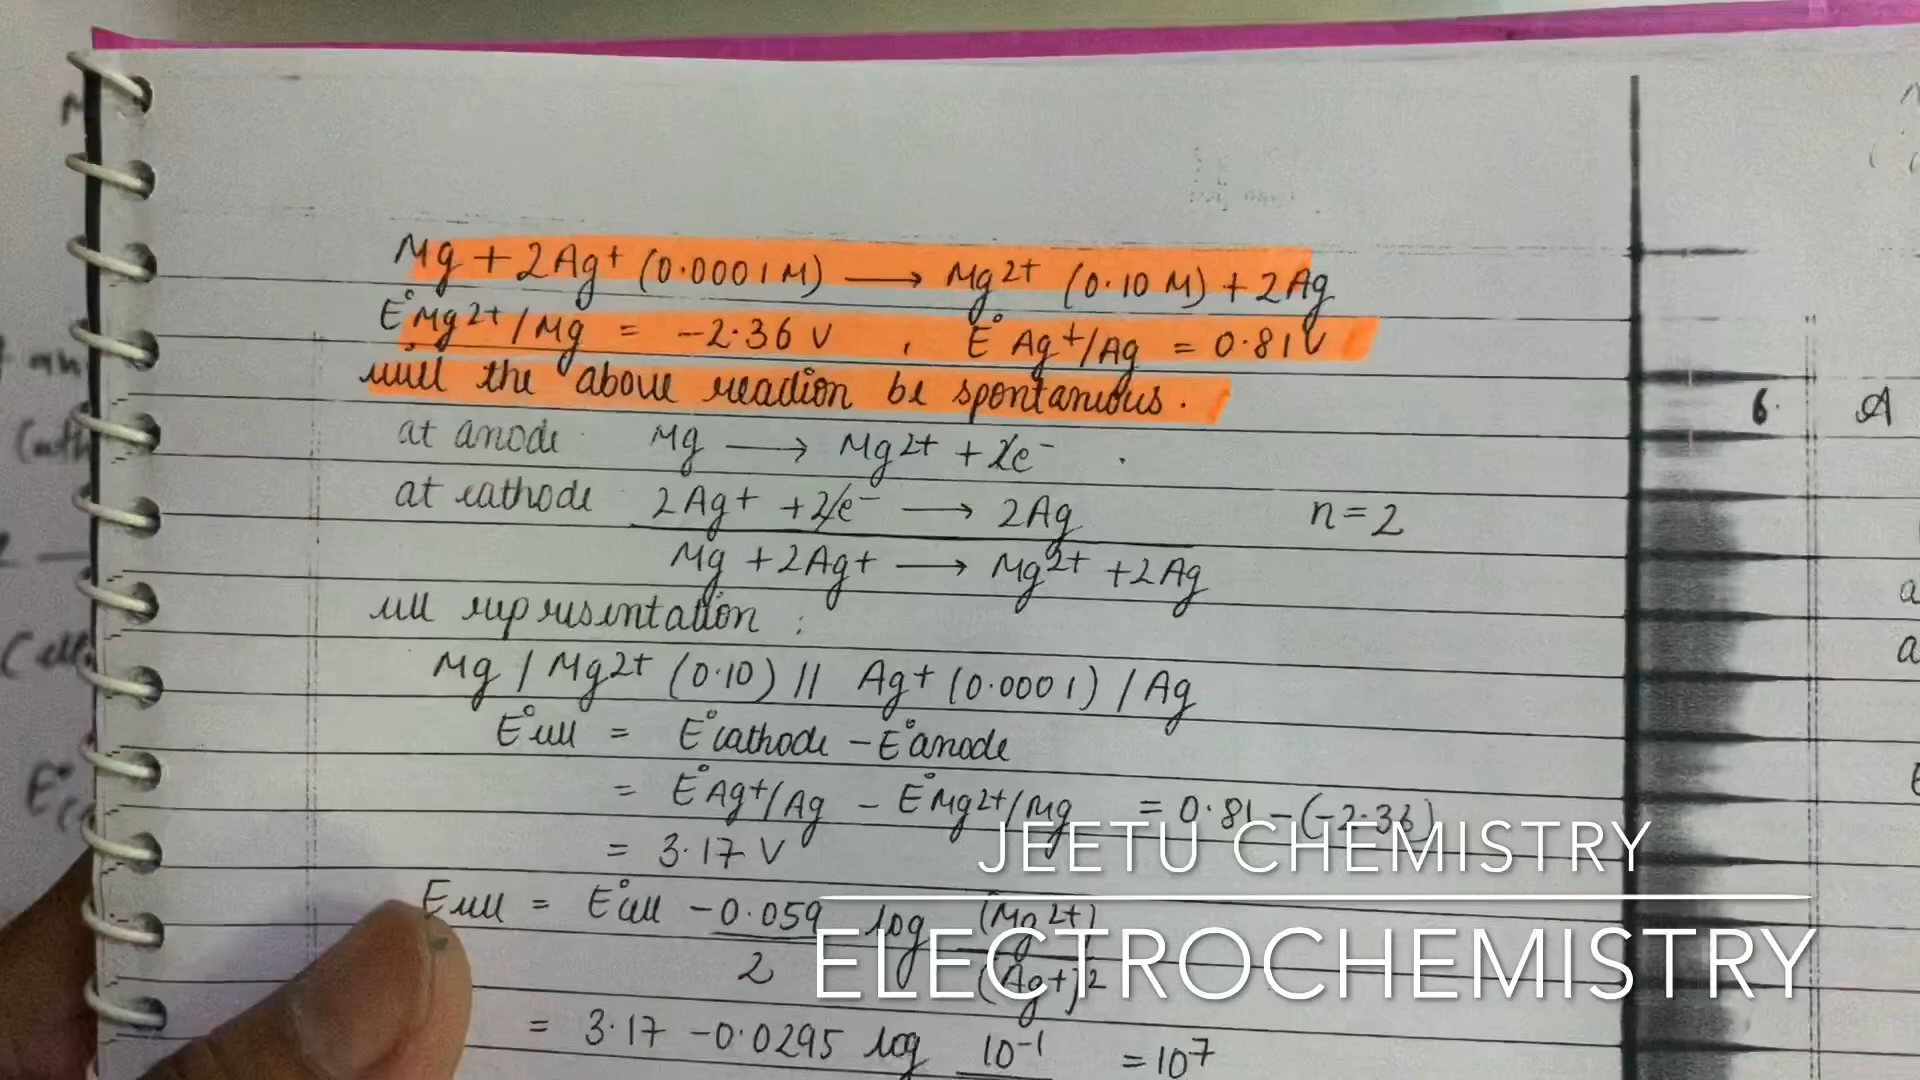 Mg + 2Ag+ (0.0001M) ⟶ Mg2+ (0.10 M) + 2Ag
E°Mg2+/Mg = -2.36 V , E°Ag+/Ag = 0.81V
will the above reaction be spontaneous.
at anode Mg ⟶ Mg2+ + 2e-
at cathode 2Ag+ + 2e- ⟶ 2Ag n=2
Mg + 2Ag+ ⟶ Mg2+ + 2Ag
cell representation :
Mg / Mg2+ (0.10) // Ag+ (0.0001) / Ag
E°cell = E°cathode - E°anode
= E°Ag+/Ag - E°Mg2+/Mg = 0.81-(-2.36)
= 3.17 V
Ecell = E°cell - 0.059 log (Mg2+)
2 (Ag+)2
= 3.17 - 0.0295 log 10-1 = 107
JEETU CHEMISTRY
ELECTROCHEMISTRY
6. A